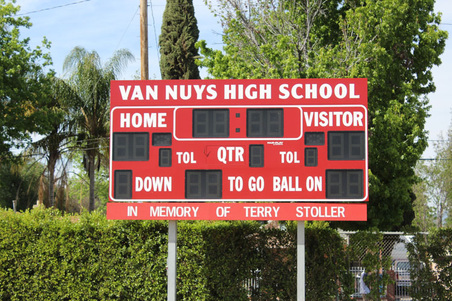 VAN NUYS HIGH SCHOOL
HOME VISITOR
TOL QTR TOL
DOWN TO GO BALL ON
IN MEMORY OF TERRY STOLLER